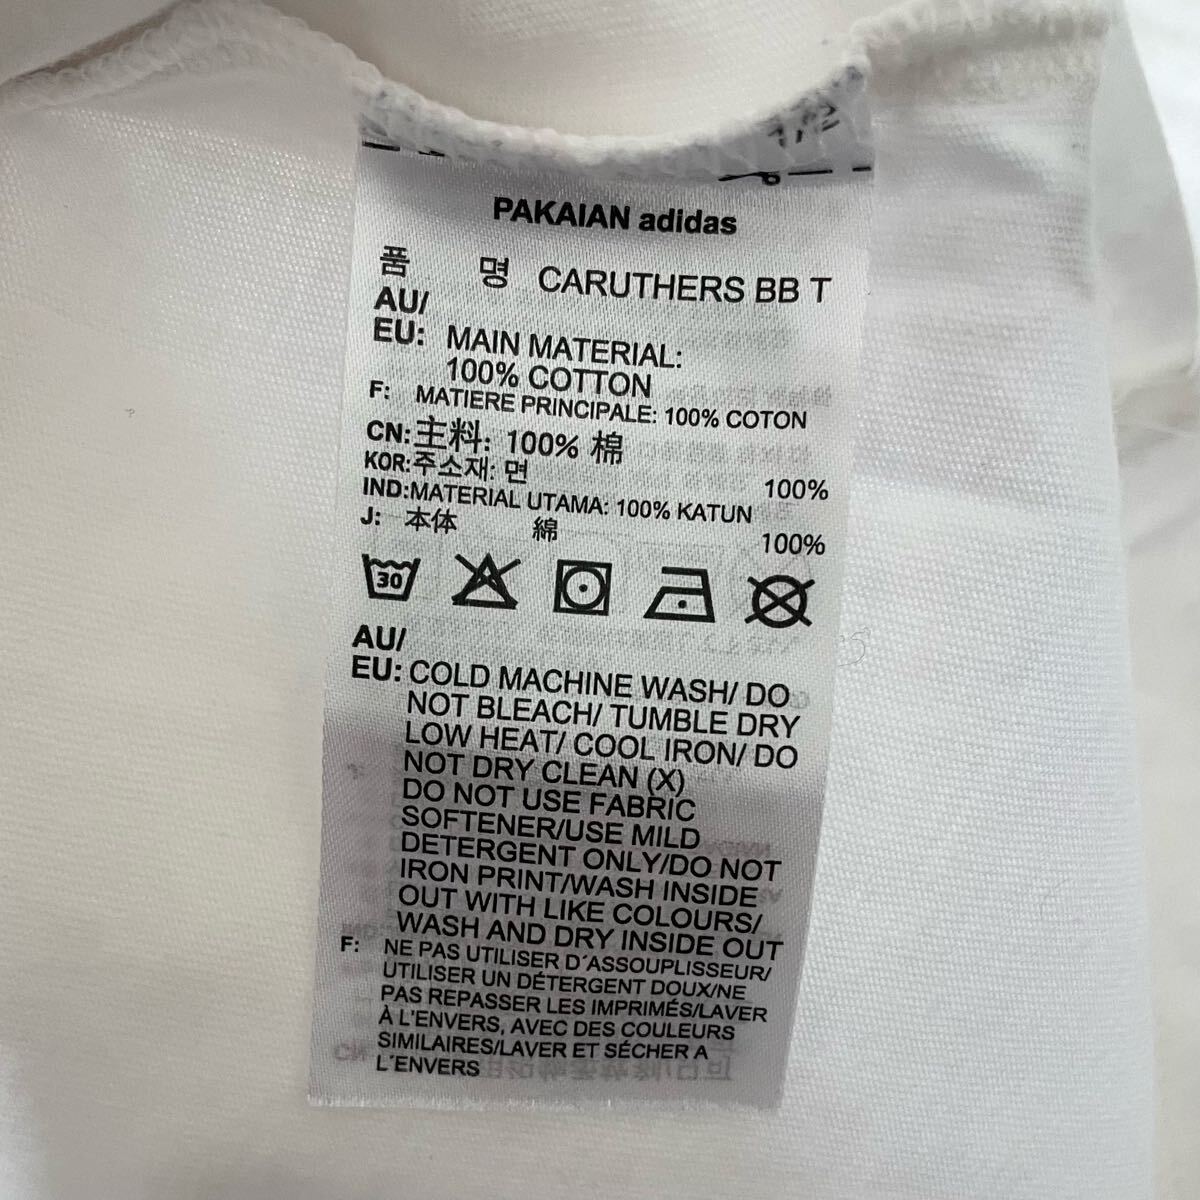 PAKAIAN adidas
품 명 CARUTHERS BB T
AU/
EU: MAIN MATERIAL:
100% COTTON
F: MATIERE PRINCIPALE: 100% COTON
CN:主料: 100% 棉
KOR:주소재: 면 100%
IND:MATERIAL UTAMA: 100% KATUN
J: 本体 綿 100%
30
AU/
EU: COLD MACHINE WASH/ DO
NOT BLEACH/ TUMBLE DRY
LOW HEAT/ COOL IRON/ DO
NOT DRY CLEAN (X)
DO NOT USE FABRIC
SOFTENER/USE MILD
DETERGENT ONLY/DO NOT
IRON PRINT/WASH INSIDE
OUT WITH LIKE COLOURS/
WASH AND DRY INSIDE OUT
F: NE PAS UTILISER D´ASSOUPLISSEUR/
UTILISER UN DÉTERGENT DOUX/NE
PAS REPASSER LES IMPRIMÉS/LAVER
À L'ENVERS, AVEC DES COULEURS
SIMILAIRES/LAVER ET SÉCHER A
L´ENVERS